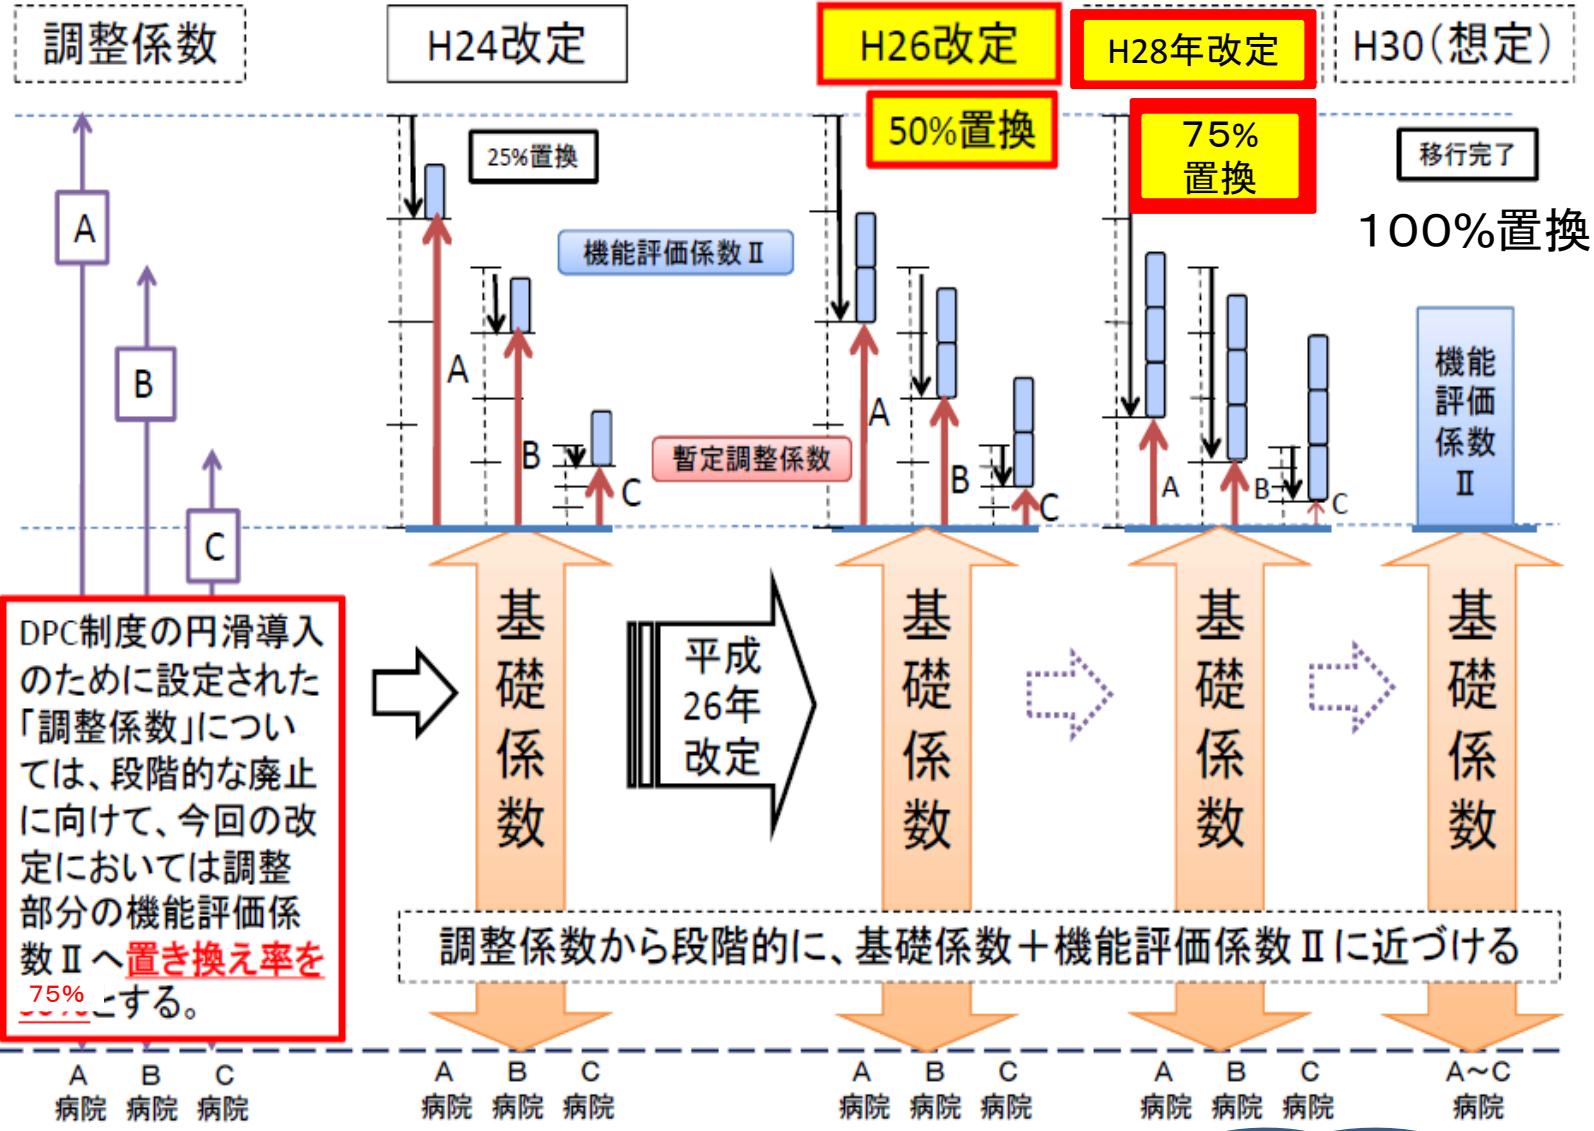 調整係数
H24改定
H26改定
H28年改定
H30(想定)
25%置換
50%置換
75%
置換
移行完了
100%置換
A
B
C
機能評価係数Ⅱ
暫定調整係数
A
B
C
A
B
C
A
B
C
機能
評価
係数
Ⅱ
DPC制度の円滑導入
のために設定された
「調整係数」につい
ては、段階的な廃止
に向けて、今回の改
定においては調整
部分の機能評価係
数Ⅱへ置き換え率を
75%とする。
基礎係数
平成
26年
改定
基礎係数
基礎係数
基礎係数
調整係数から段階的に、基礎係数+機能評価係数Ⅱに近づける
A
病院
B
病院
C
病院
A
病院
B
病院
C
病院
A
病院
B
病院
C
病院
A
病院
B
病院
C
病院
A～C
病院